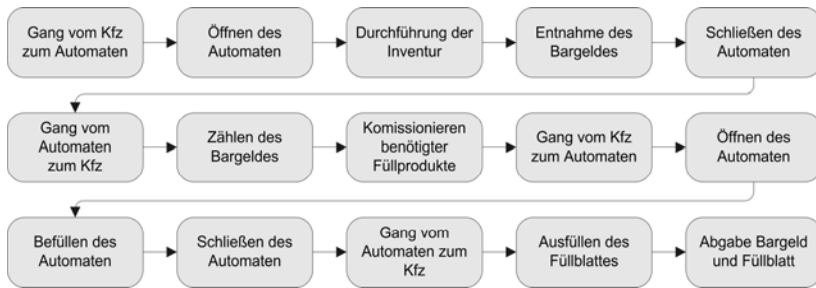 Gang vom Kfz
zum Automaten
Öffnen des
Automaten
Durchführung der
Inventur
Entnahme des
Bargeldes
Schließen des
Automaten
Gang vom
Automaten
zum Kfz
Zählen des
Bargeldes
Komissionieren
benötigter
Füllprodukte
Gang vom Kfz
zum Automaten
Öffnen des
Automaten
Befüllen des
Automaten
Schließen des
Automaten
Gang vom
Automaten zum
Kfz
Ausfüllen des
Füllblattes
Abgabe Bargeld
und Füllblatt